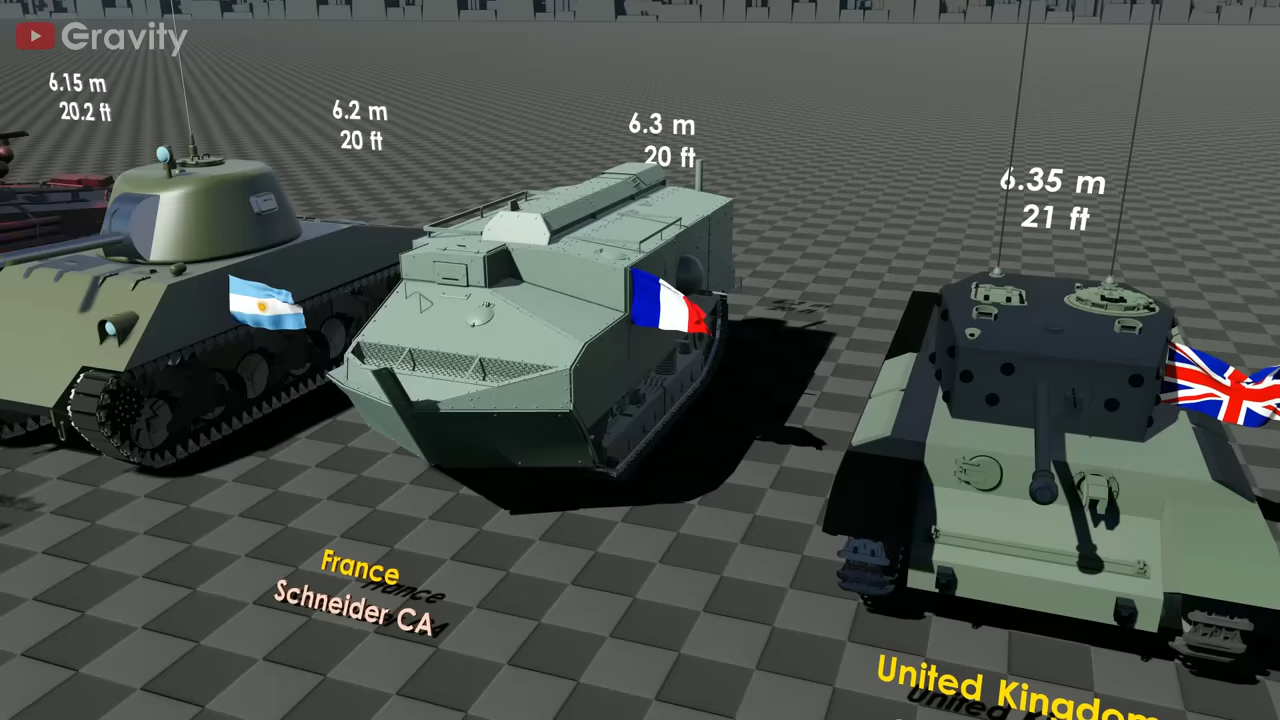 Gravity
6.15 m
20.2 ft
6.2 m
20 ft
6.3 m
20 ft
6.35 m
21 ft
France
Schneider CA
United Kingdom